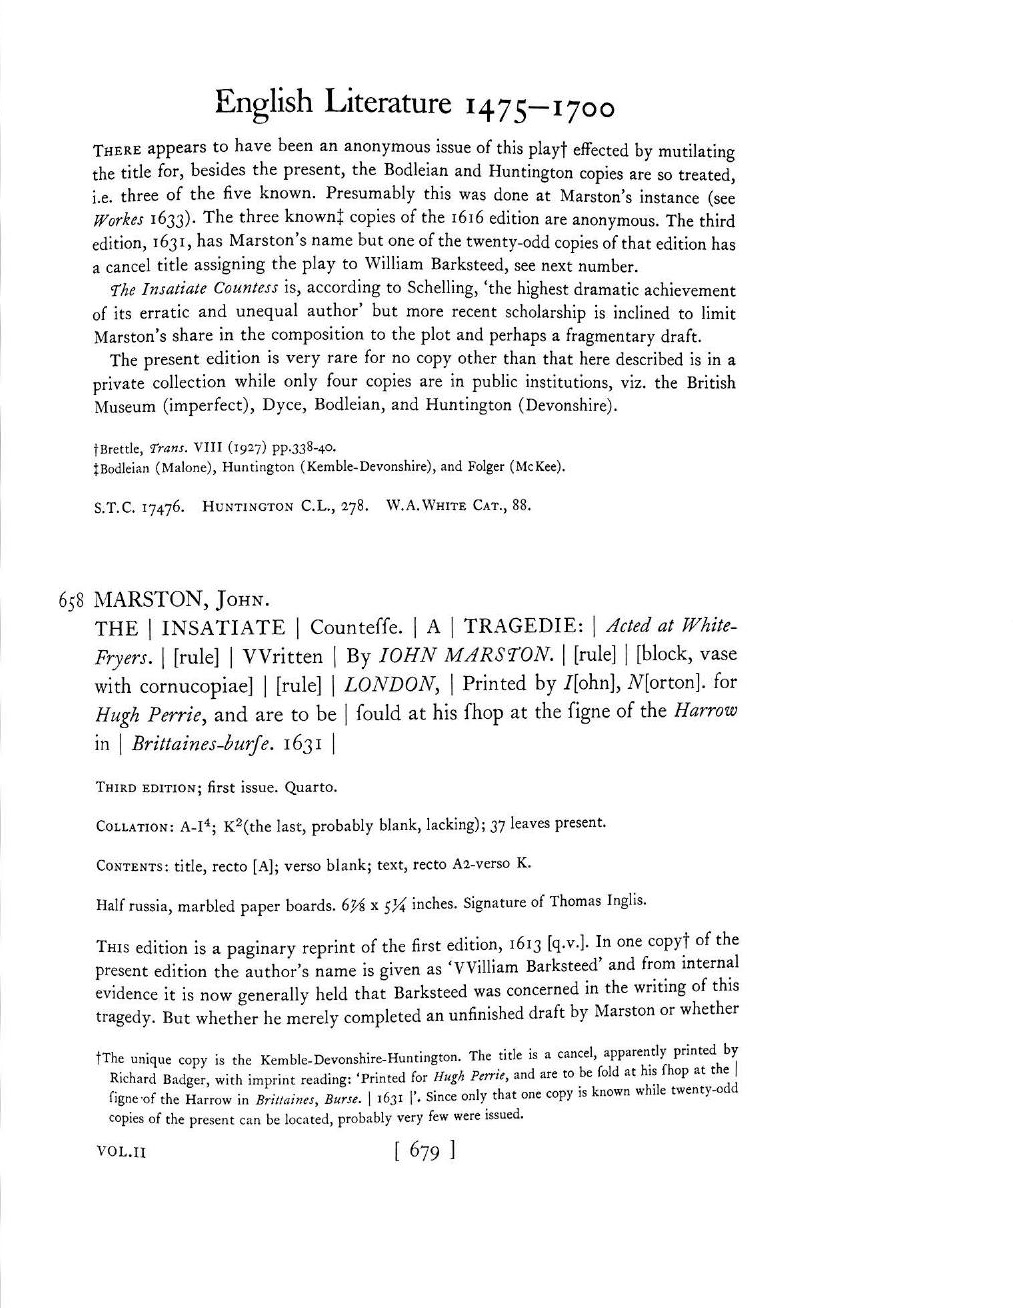 English Literature 1475—1700
THERE appears to have been an anonymous issue of this play† effected by mutilating
the title for, besides the present, the Bodleian and Huntington copies are so treated,
i.e. three of the five known. Presumably this was done at Marston's instance (see
Workes 1633). The three known‡ copies of the 1616 edition are anonymous. The third
edition, 1631, has Marston's name but one of the twenty-odd copies of that edition has
a cancel title assigning the play to William Barksteed, see next number.
The Insatiate Countess is, according to Schelling, 'the highest dramatic achievement
of its erratic and unequal author' but more recent scholarship is inclined to limit
Marston's share in the composition to the plot and perhaps a fragmentary draft.
The present edition is very rare for no copy other than that here described is in a
private collection while only four copies are in public institutions, viz. the British
Museum (imperfect), Dyce, Bodleian, and Huntington (Devonshire).
†Brettle, Trans. VIII (1927) pp.338-40.
‡Bodleian (Malone), Huntington (Kemble-Devonshire), and Folger (McKee).
S.T.C. 17476. HUNTINGTON C.L., 278. W.A.WHITE CAT., 88.
658 MARSTON, JOHN.
THE | INSATIATE | Counteſſe. | A | TRAGEDIE: | Acted at White-
Fryers. | [rule] | VVritten | By IOHN MARSTON. | [rule] | [block, vase
with cornucopiae] | [rule] | LONDON, | Printed by I[ohn], N[orton]. for
Hugh Perrie, and are to be | ſould at his ſhop at the ſigne of the Harrow
in | Brittaines-burſe. 1631 |
THIRD EDITION; first issue. Quarto.
COLLATION: A-I⁴; K²(the last, probably blank, lacking); 37 leaves present.
CONTENTS: title, recto [A]; verso blank; text, recto A2-verso K.
Half russia, marbled paper boards. 6⅞ x 5¼ inches. Signature of Thomas Inglis.
THIS edition is a paginary reprint of the first edition, 1613 [q.v.]. In one copy† of the
present edition the author's name is given as 'VVilliam Barksteed' and from internal
evidence it is now generally held that Barksteed was concerned in the writing of this
tragedy. But whether he merely completed an unfinished draft by Marston or whether
†The unique copy is the Kemble-Devonshire-Huntington. The title is a cancel, apparently printed by
Richard Badger, with imprint reading: 'Printed for Hugh Perrie, and are to be ſold at his ſhop at the |
ſigne of the Harrow in Brittaines, Burse. | 1631 |'. Since only that one copy is known while twenty-odd
copies of the present can be located, probably very few were issued.
VOL.II [ 679 ]